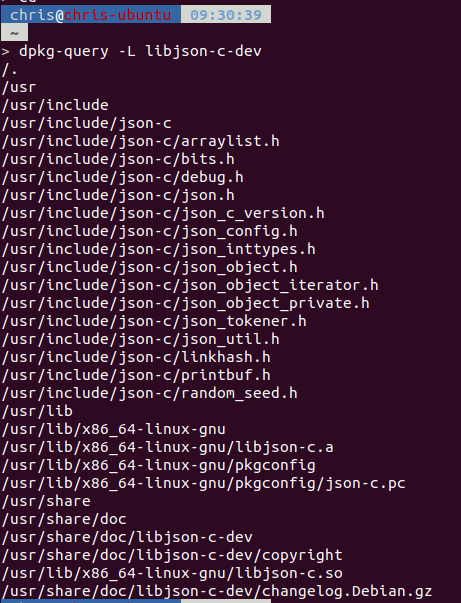 chris@chris-ubuntu 09:30:39
~
> dpkg-query -L libjson-c-dev
/.
/usr
/usr/include
/usr/include/json-c
/usr/include/json-c/arraylist.h
/usr/include/json-c/bits.h
/usr/include/json-c/debug.h
/usr/include/json-c/json.h
/usr/include/json-c/json_c_version.h
/usr/include/json-c/json_config.h
/usr/include/json-c/json_inttypes.h
/usr/include/json-c/json_object.h
/usr/include/json-c/json_object_iterator.h
/usr/include/json-c/json_object_private.h
/usr/include/json-c/json_tokener.h
/usr/include/json-c/json_util.h
/usr/include/json-c/linkhash.h
/usr/include/json-c/printbuf.h
/usr/include/json-c/random_seed.h
/usr/lib
/usr/lib/x86_64-linux-gnu
/usr/lib/x86_64-linux-gnu/libjson-c.a
/usr/lib/x86_64-linux-gnu/pkgconfig
/usr/lib/x86_64-linux-gnu/pkgconfig/json-c.pc
/usr/share
/usr/share/doc
/usr/share/doc/libjson-c-dev
/usr/share/doc/libjson-c-dev/copyright
/usr/lib/x86_64-linux-gnu/libjson-c.so
/usr/share/doc/libjson-c-dev/changelog.Debian.gz